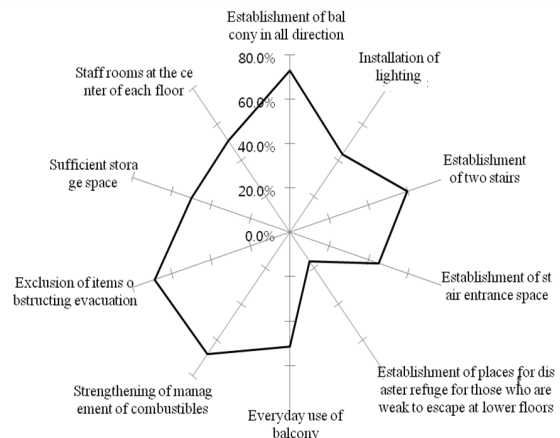 Establishment of bal
cony in all direction
Installation of
lighting
Establishment
of two stairs
Establishment of st
air entrance space
Establishment of places for dis
aster refuge for those who are
weak to escape at lower floors
Everyday use of
balcony
Strengthening of manag
ement of combustibles
Exclusion of items o
bstructing evacuation
Sufficient stora
ge space
Staff rooms at the ce
nter of each floor
80.0%
60.0%
40.0%
20.0%
0.0%